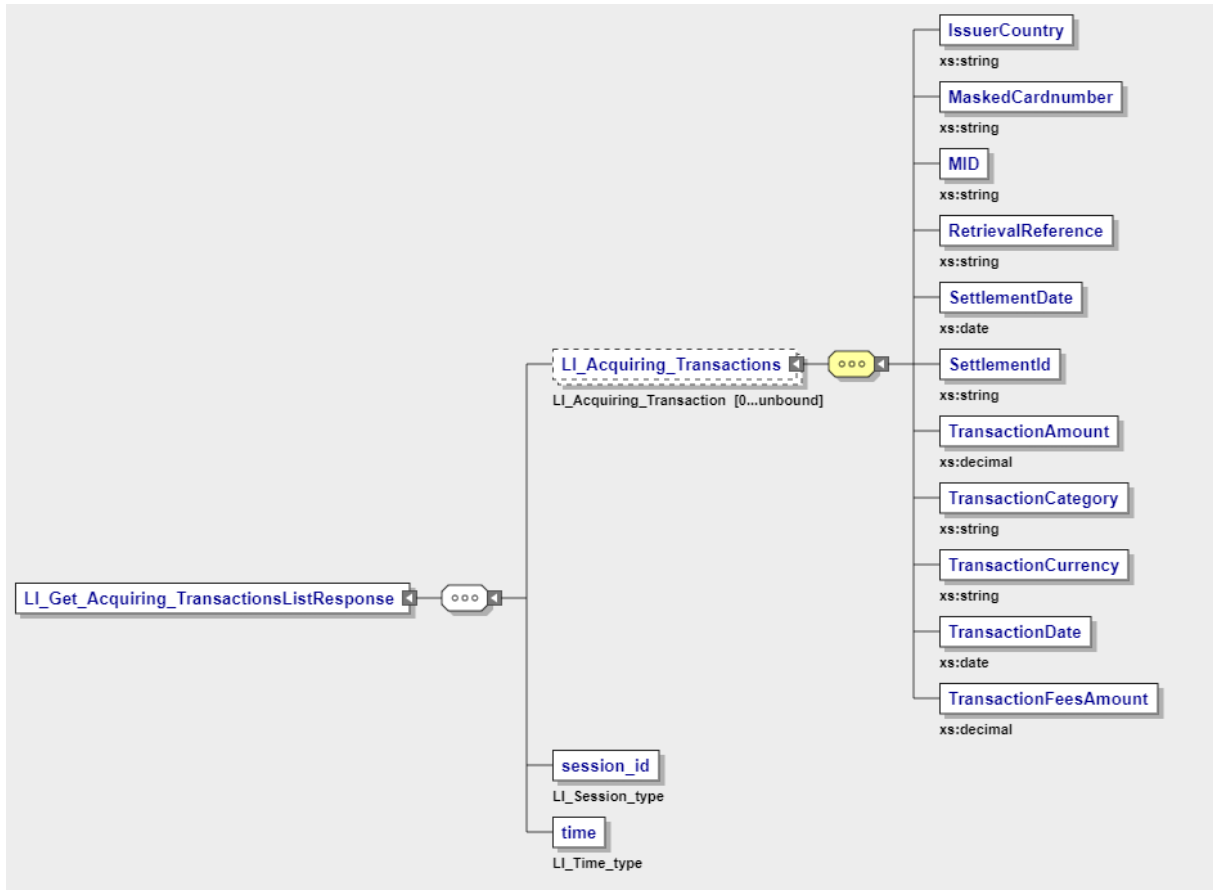 IssuerCountry
xs:string
MaskedCardnumber
xs:string
MID
xs:string
RetrievalReference
xs:string
SettlementDate
xs:date
LI_Acquiring_Transactions
LI_Acquiring_Transaction [0...unbound]
SettlementId
xs:string
TransactionAmount
xs:decimal
TransactionCategory
xs:string
TransactionCurrency
xs:string
LI_Get_Acquiring_TransactionsListResponse
TransactionDate
xs:date
TransactionFeesAmount
xs:decimal
session_id
LI_Session_type
time
LI_Time_type